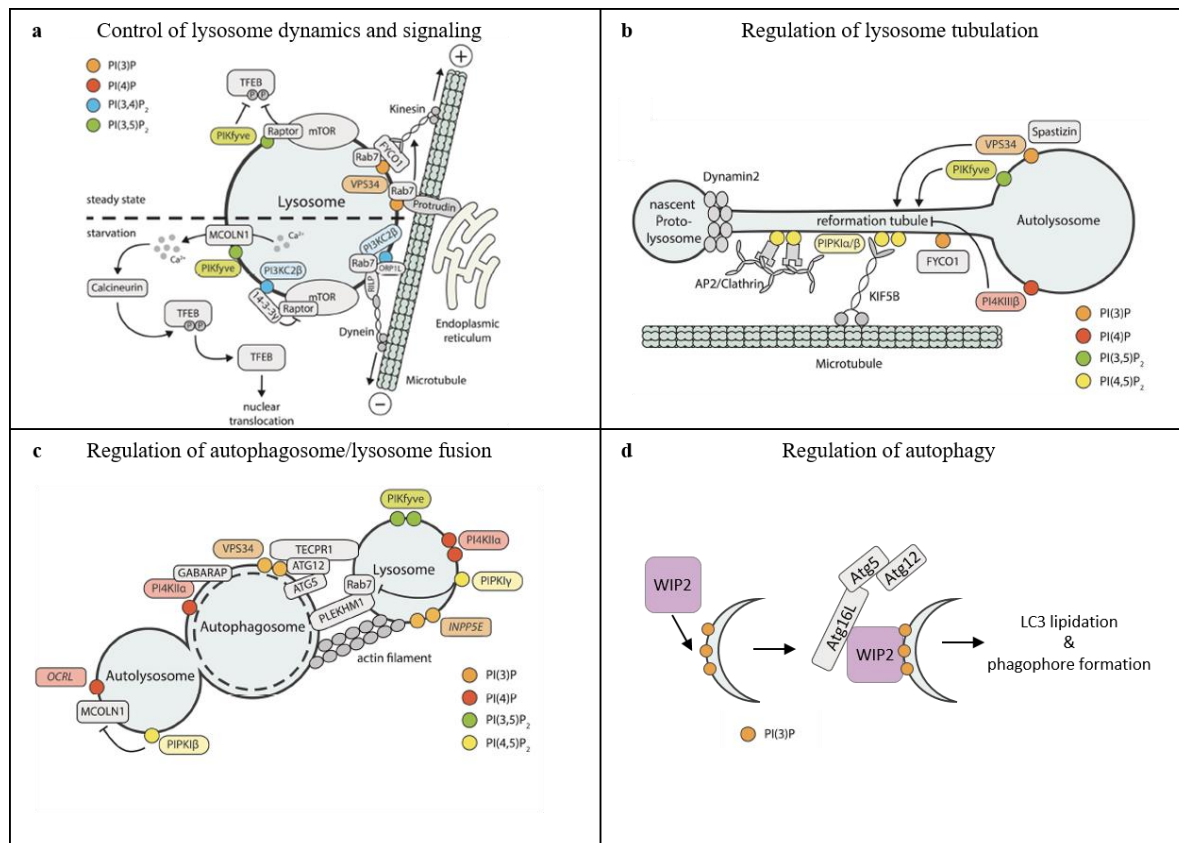 a Control of lysosome dynamics and signaling
PI(3)P
PI(4)P
PI(3,4)P2
PI(3,5)P2
TFEB
P P
PIKfyve
Raptor
mTOR
Rab7
FYCO1
Kinesin
+
VPS34
Rab7
Protrudin
Lysosome
steady state
starvation
MCOLN1
Ca2+
Ca2+
PIKfyve
PI3KC2β
PI3KC2β
Rab7
ORP1L
RILP
14-3-3γ
Raptor
mTOR
Calcineurin
TFEB
P P
TFEB
nuclear
translocation
Dynein
Endoplasmic
reticulum
Microtubule
−
b Regulation of lysosome tubulation
Spastizin
VPS34
PIKfyve
Dynamin2
nascent
Proto-
lysosome
reformation tubule
Autolysosome
PIPKIα/β
FYCO1
AP2/Clathrin
KIF5B
PI4KIIIβ
Microtubule
PI(3)P
PI(4)P
PI(3,5)P2
PI(4,5)P2
c Regulation of autophagosome/lysosome fusion
PIKfyve
VPS34
TECPR1
PI4KIIα
GABARAP
ATG12
Lysosome
PI4KIIα
ATG5
Rab7
PIPKIγ
PLEKHM1
Autophagosome
INPP5E
actin filament
Autolysosome
OCRL
MCOLN1
PIPKIβ
PI(3)P
PI(4)P
PI(3,5)P2
PI(4,5)P2
d Regulation of autophagy
WIP2
Atg5
Atg12
Atg16L
WIP2
LC3 lipidation
&
phagophore formation
PI(3)P